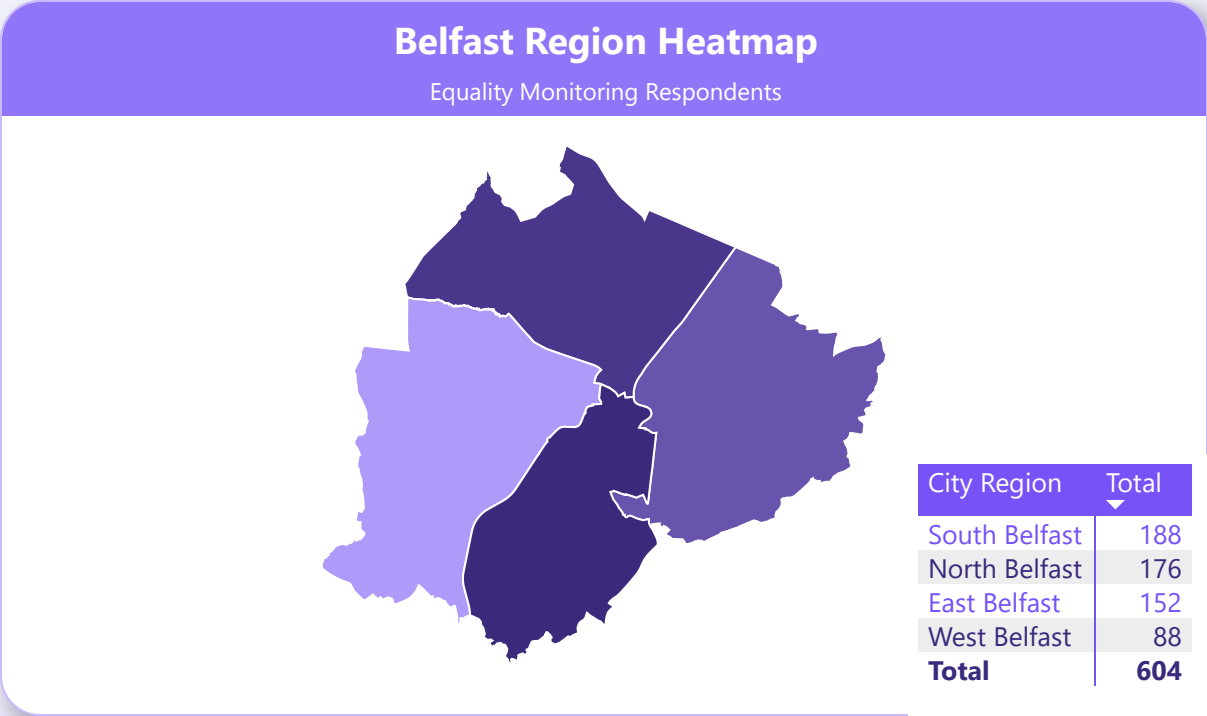 Belfast Region Heatmap
Equality Monitoring Respondents
City Region Total
South Belfast 188
North Belfast 176
East Belfast 152
West Belfast 88
Total 604